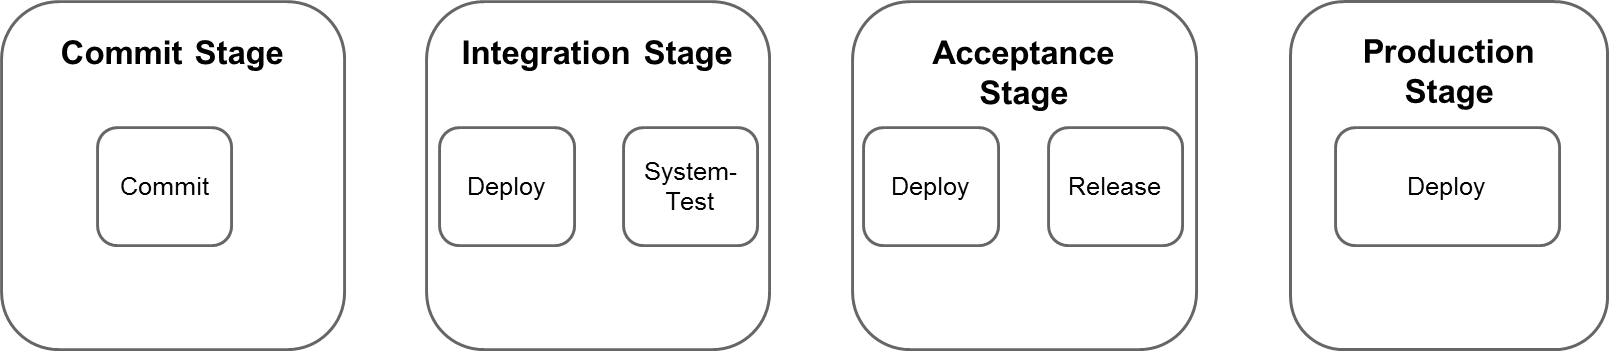 Commit Stage
Commit
Integration Stage
Deploy
System-
Test
Acceptance
Stage
Deploy
Release
Production
Stage
Deploy